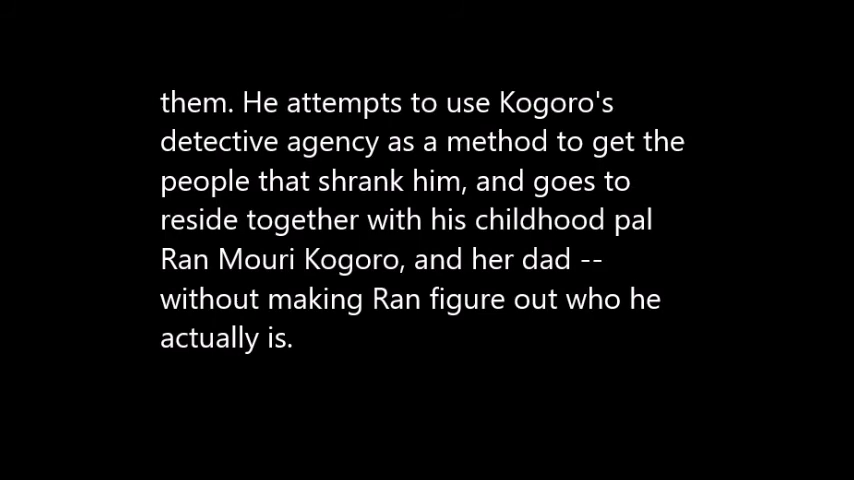 them. He attempts to use Kogoro's
detective agency as a method to get the
people that shrank him, and goes to
reside together with his childhood pal
Ran Mouri Kogoro, and her dad --
without making Ran figure out who he
actually is.